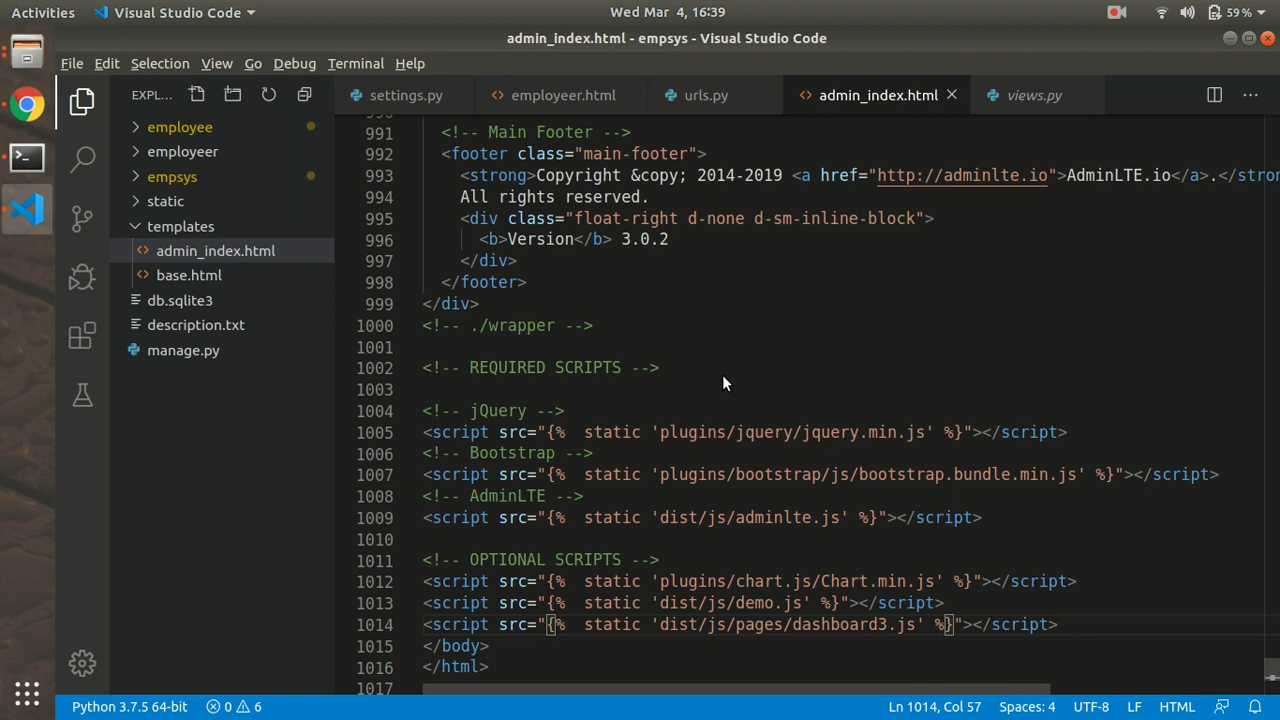 Activities
Visual Studio Code
Wed Mar 4, 16:39
59 %
admin_index.html - empsys - Visual Studio Code
File Edit Selection View Go Debug Terminal Help
EXPL...
settings.py
employeer.html
urls.py
admin_index.html
views.py
employee
employeer
empsys
static
templates
admin_index.html
base.html
db.sqlite3
description.txt
manage.py
991 <!-- Main Footer -->
992 <footer class="main-footer">
993 <strong>Copyright &copy; 2014-2019 <a href="http://adminlte.io">AdminLTE.io</a>.</stron
994 All rights reserved.
995 <div class="float-right d-none d-sm-inline-block">
996 <b>Version</b> 3.0.2
997 </div>
998 </footer>
999 </div>
1000 <!-- ./wrapper -->
1001
1002 <!-- REQUIRED SCRIPTS -->
1003
1004 <!-- jQuery -->
1005 <script src="{%  static 'plugins/jquery/jquery.min.js' %}"></script>
1006 <!-- Bootstrap -->
1007 <script src="{%  static 'plugins/bootstrap/js/bootstrap.bundle.min.js' %}"></script>
1008 <!-- AdminLTE -->
1009 <script src="{%  static 'dist/js/adminlte.js' %}"></script>
1010
1011 <!-- OPTIONAL SCRIPTS -->
1012 <script src="{%  static 'plugins/chart.js/Chart.min.js' %}"></script>
1013 <script src="{%  static 'dist/js/demo.js' %}"></script>
1014 <script src="{%  static 'dist/js/pages/dashboard3.js' %}"></script>
1015 </body>
1016 </html>
1017
Python 3.7.5 64-bit
0
6
Ln 1014, Col 57
Spaces: 4
UTF-8
LF
HTML